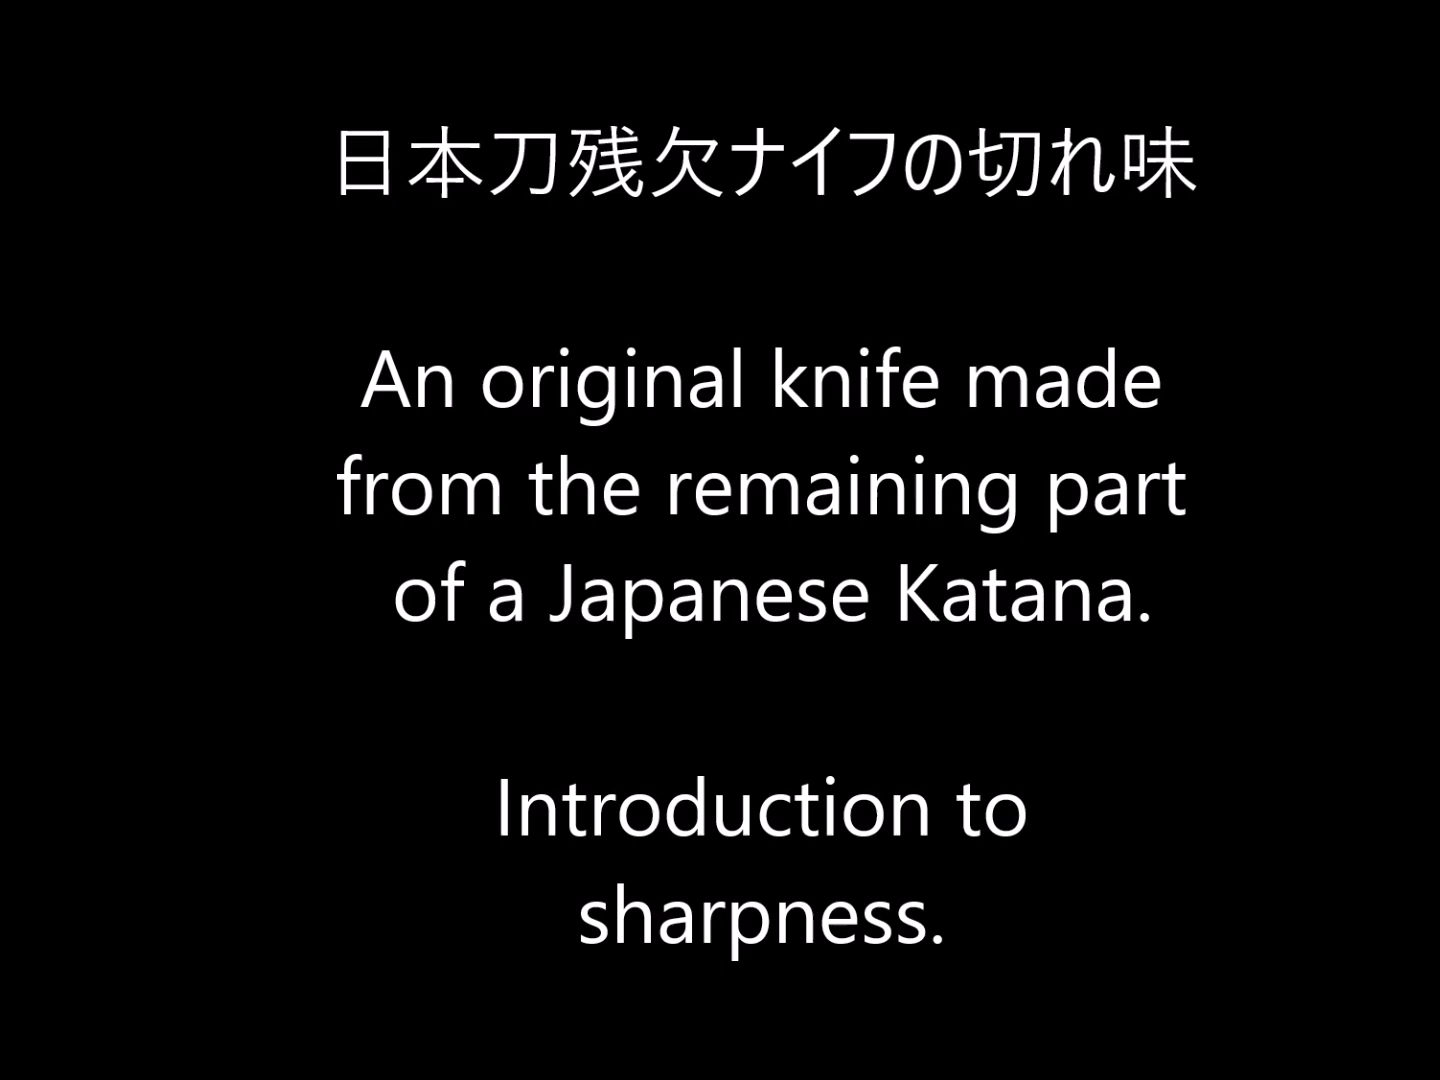 日本刀残欠ナイフの切れ味
An original knife made
from the remaining part
of a Japanese Katana.
Introduction to
sharpness.